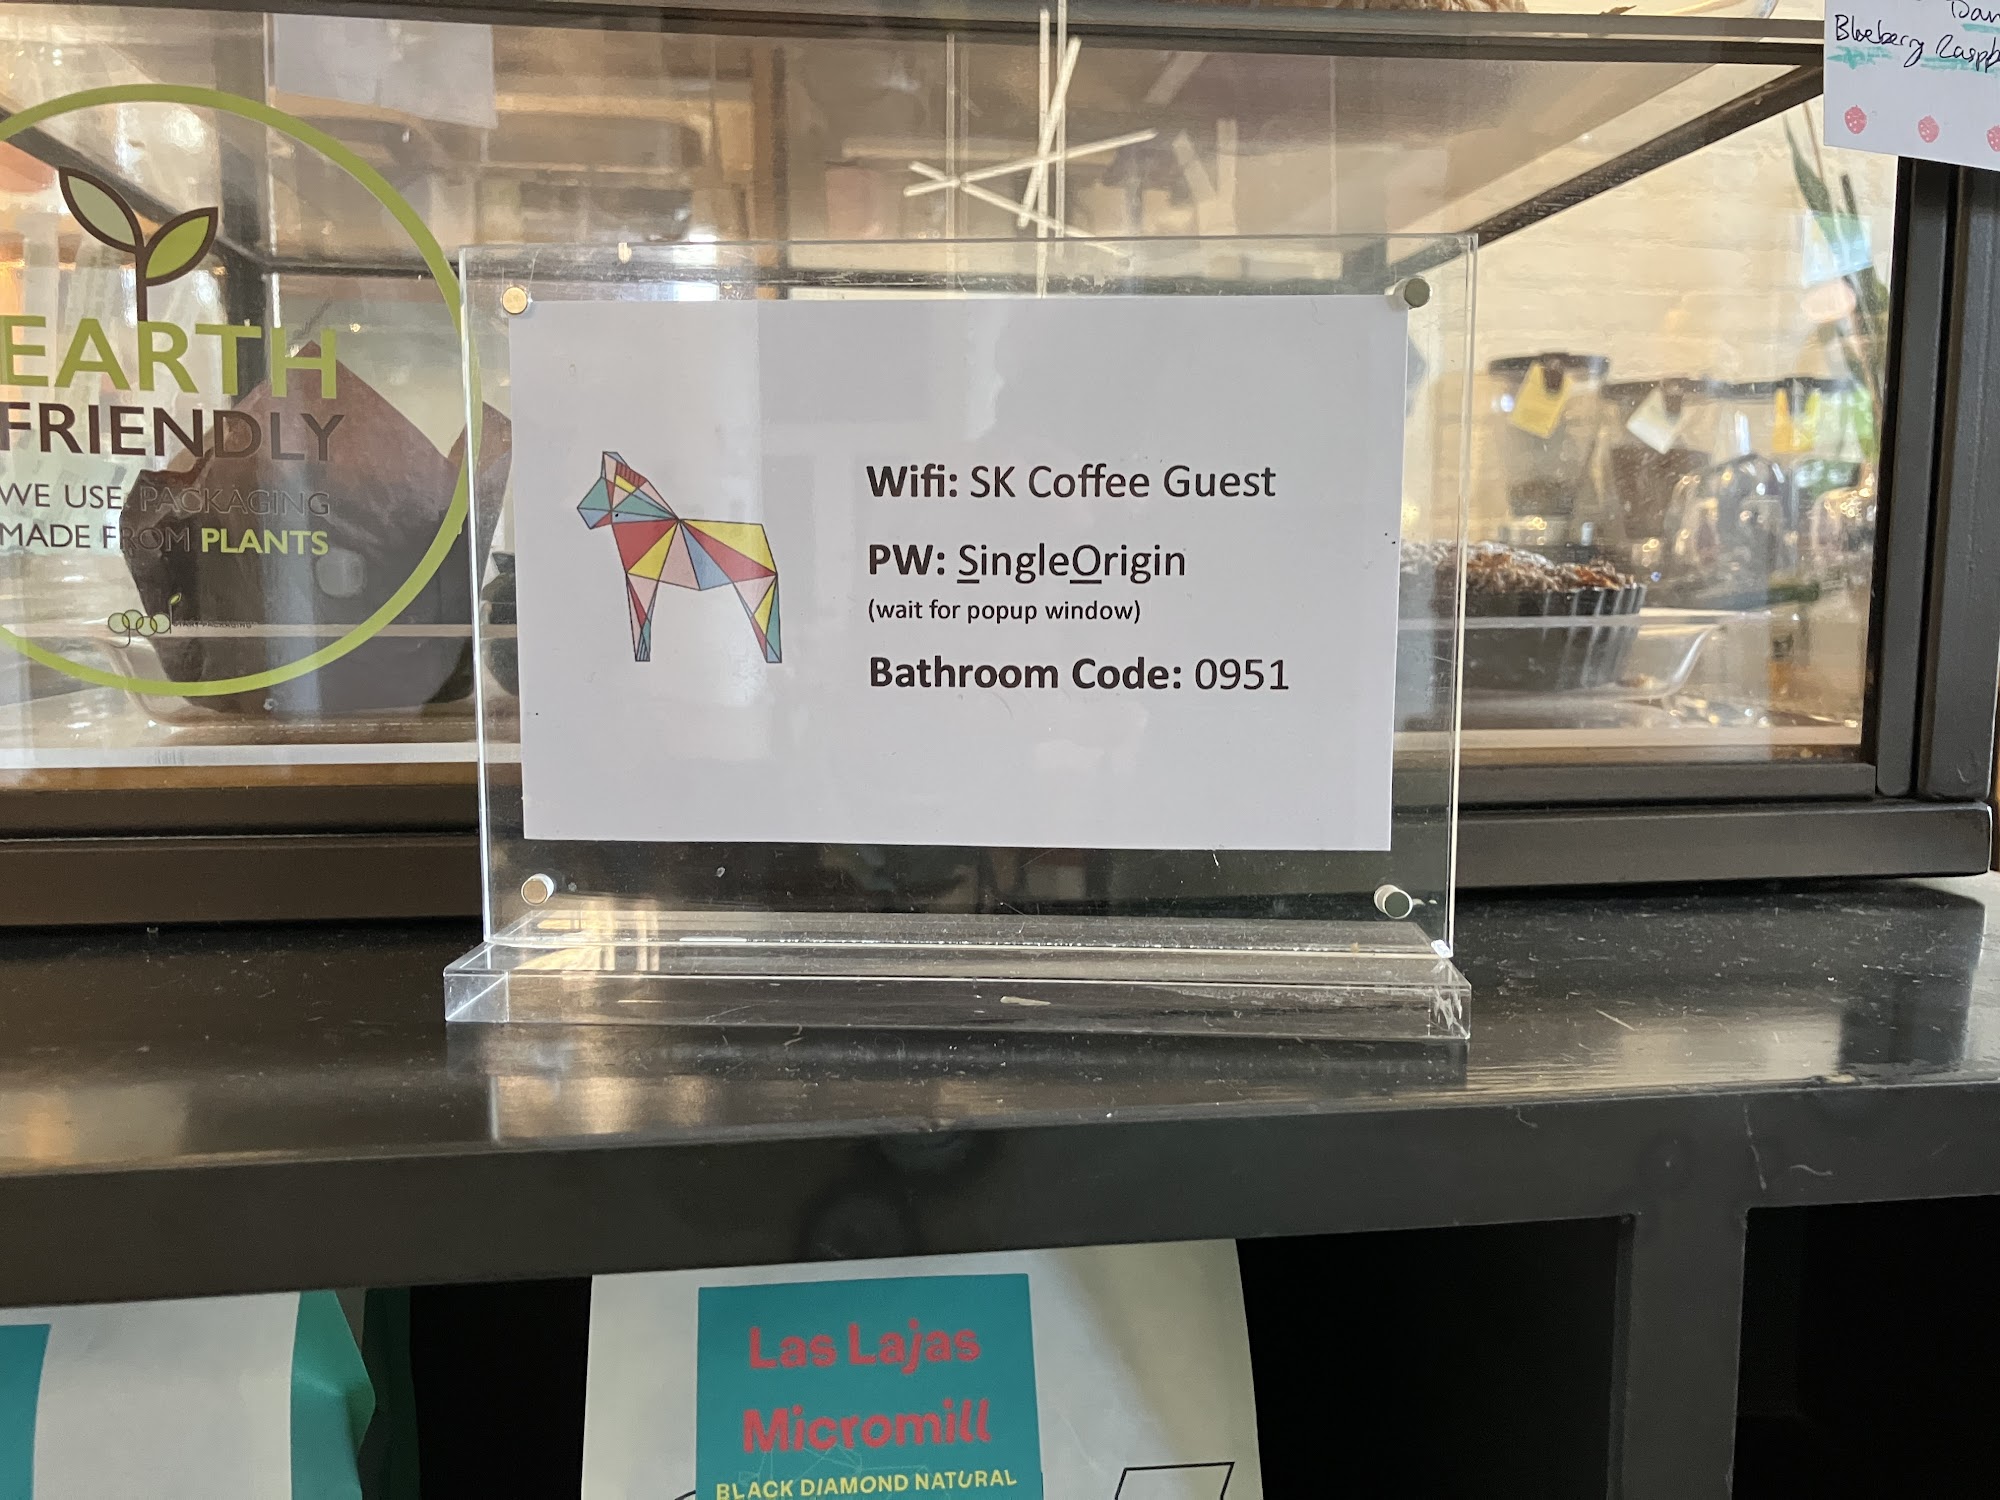 Blueberry
EARTH
FRIENDLY
WE USE PACKAGING
MADE FROM PLANTS
good
Wifi: SK Coffee Guest
PW: SingleOrigin
(wait for popup window)
Bathroom Code: 0951
Las Lajas
Micromill
BLACK DIAMOND NATURAL